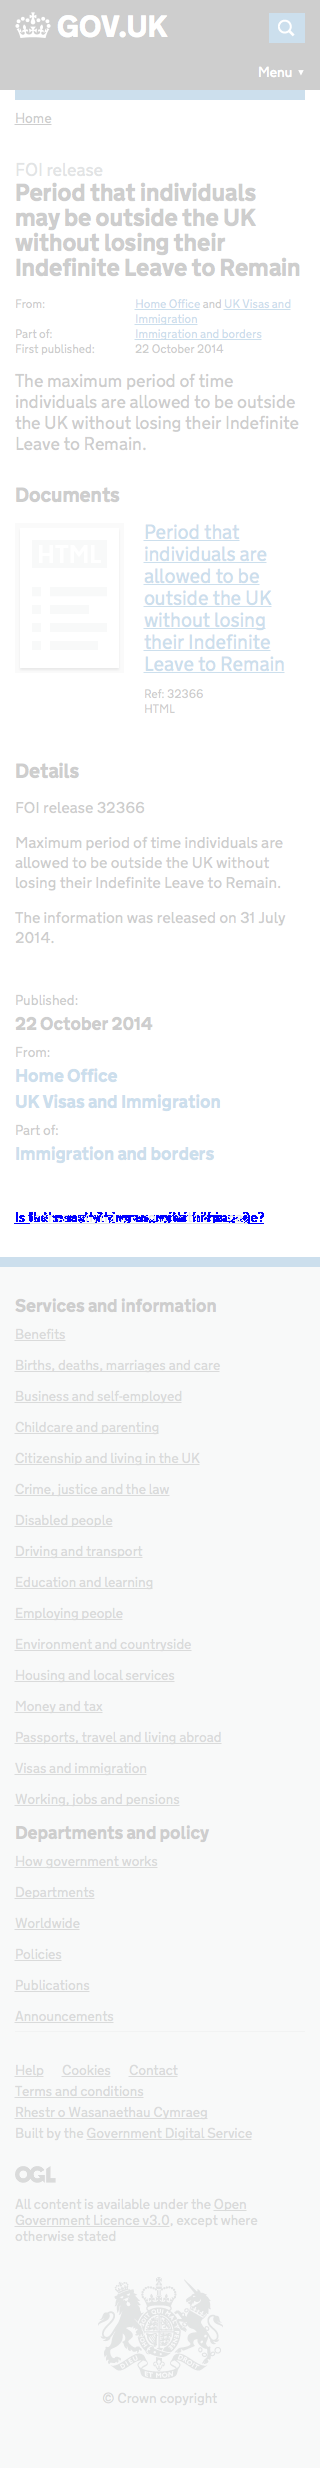 GOV.UK
Menu ▼
Home
FOI release
Period that individuals
may be outside the UK
without losing their
Indefinite Leave to Remain
From: Home Office and UK Visas and
Immigration
Part of: Immigration and borders
First published: 22 October 2014
The maximum period of time
individuals are allowed to be outside
the UK without losing their Indefinite
Leave to Remain.
Documents
HTML
Period that
individuals are
allowed to be
outside the UK
without losing
their Indefinite
Leave to Remain
Ref: 32366
HTML
Details
FOI release 32366
Maximum period of time individuals are
allowed to be outside the UK without
losing their Indefinite Leave to Remain.
The information was released on 31 July
2014.
Published:
22 October 2014
From:
Home Office
UK Visas and Immigration
Part of:
Immigration and borders
Services and information
Benefits
Births, deaths, marriages and care
Business and self-employed
Childcare and parenting
Citizenship and living in the UK
Crime, justice and the law
Disabled people
Driving and transport
Education and learning
Employing people
Environment and countryside
Housing and local services
Money and tax
Passports, travel and living abroad
Visas and immigration
Working, jobs and pensions
Departments and policy
How government works
Departments
Worldwide
Policies
Publications
Announcements
Help Cookies Contact
Terms and conditions
Rhestr o Wasanaethau Cymraeg
Built by the Government Digital Service
OGL
All content is available under the Open
Government Licence v3.0, except where
otherwise stated
© Crown copyright